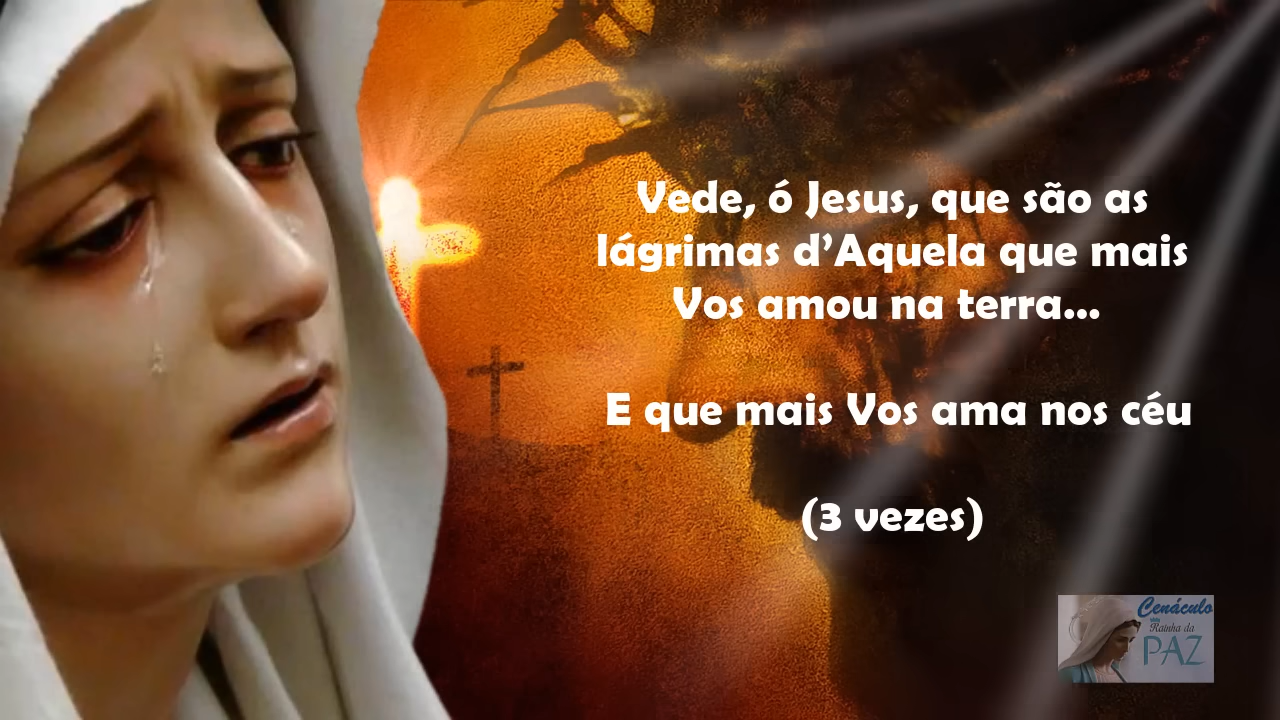 Vede, ó Jesus, que são as
lágrimas d’Aquela que mais
Vos amou na terra...
E que mais Vos ama nos céu
(3 vezes)
Cenáculo
Rainha da
PAZ